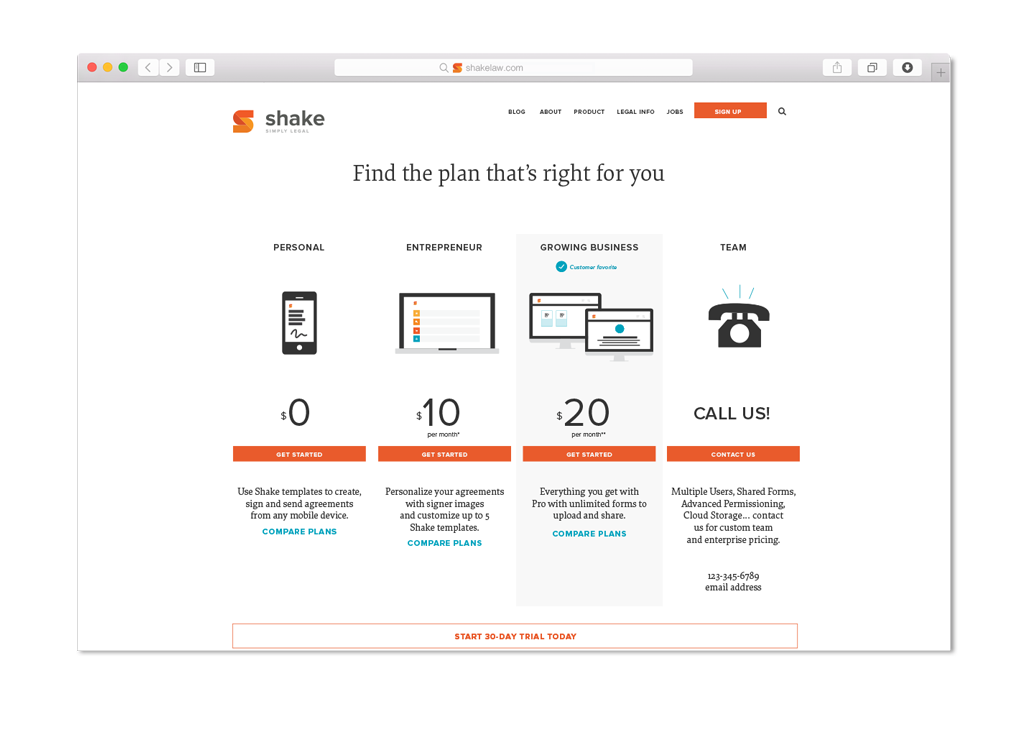 shakelaw.com
shake
SIMPLY LEGAL
BLOG ABOUT PRODUCT LEGAL INFO JOBS SIGN UP
Find the plan that's right for you
PERSONAL
$0
GET STARTED
Use Shake templates to create,
sign and send agreements
from any mobile device.
COMPARE PLANS
ENTREPRENEUR
$10
per month*
GET STARTED
Personalize your agreements
with signer images
and customize up to 5
Shake templates.
COMPARE PLANS
GROWING BUSINESS
Customer favorite
$20
per month**
GET STARTED
Everything you get with
Pro with unlimited forms to
upload and share.
COMPARE PLANS
TEAM
CALL US!
CONTACT US
Multiple Users, Shared Forms,
Advanced Permissioning,
Cloud Storage... contact
us for custom team
and enterprise pricing.
123-345-6789
email address
START 30-DAY TRIAL TODAY